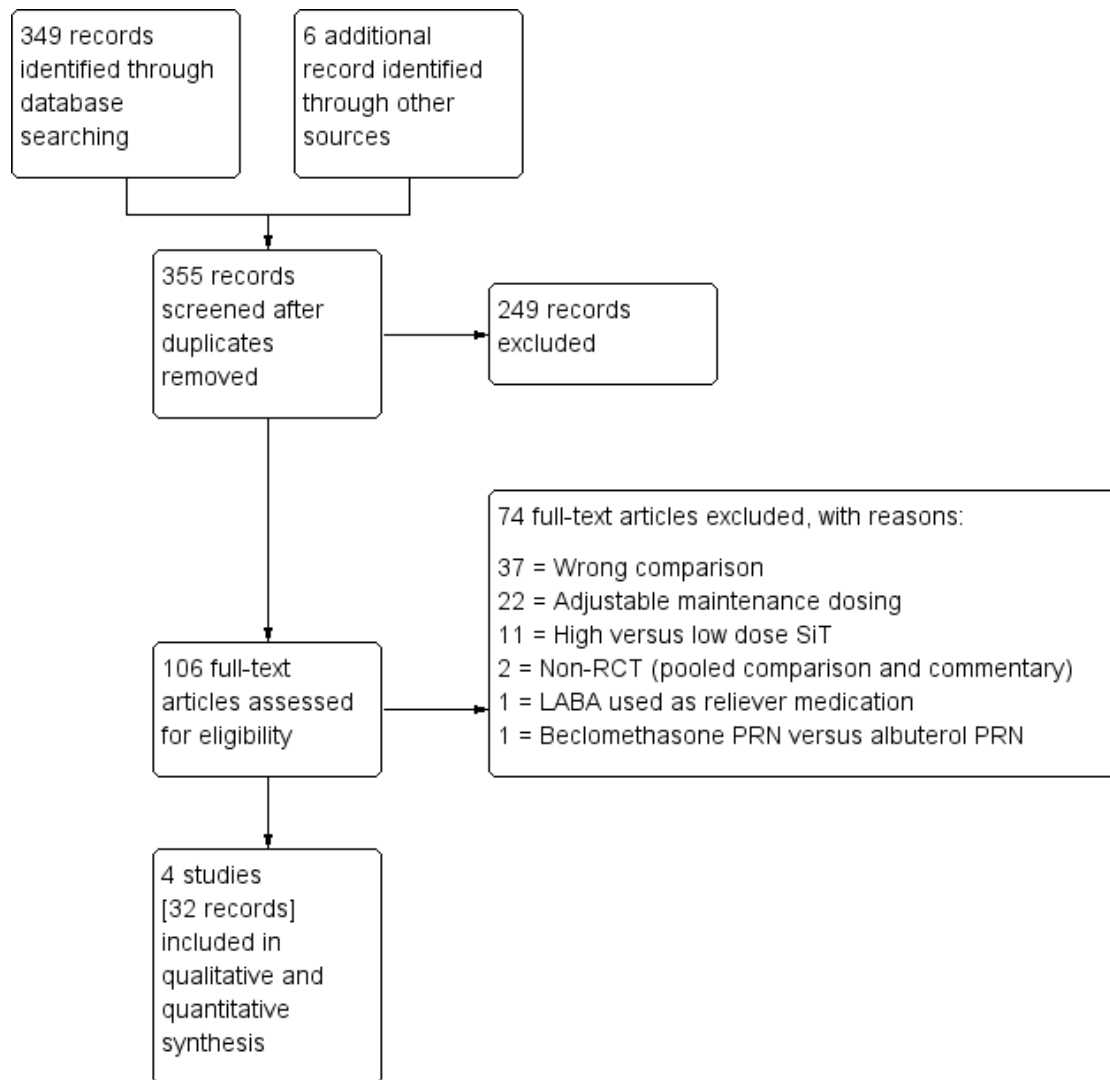 349 records
identified through
database
searching
6 additional
record identified
through other
sources
355 records
screened after
duplicates
removed
249 records
excluded
74 full-text articles excluded, with reasons:
37 = Wrong comparison
22 = Adjustable maintenance dosing
11 = High versus low dose SiT
2 = Non-RCT (pooled comparison and commentary)
1 = LABA used as reliever medication
1 = Beclomethasone PRN versus albuterol PRN
106 full-text
articles assessed
for eligibility
4 studies
[32 records]
included in
qualitative and
quantitative
synthesis